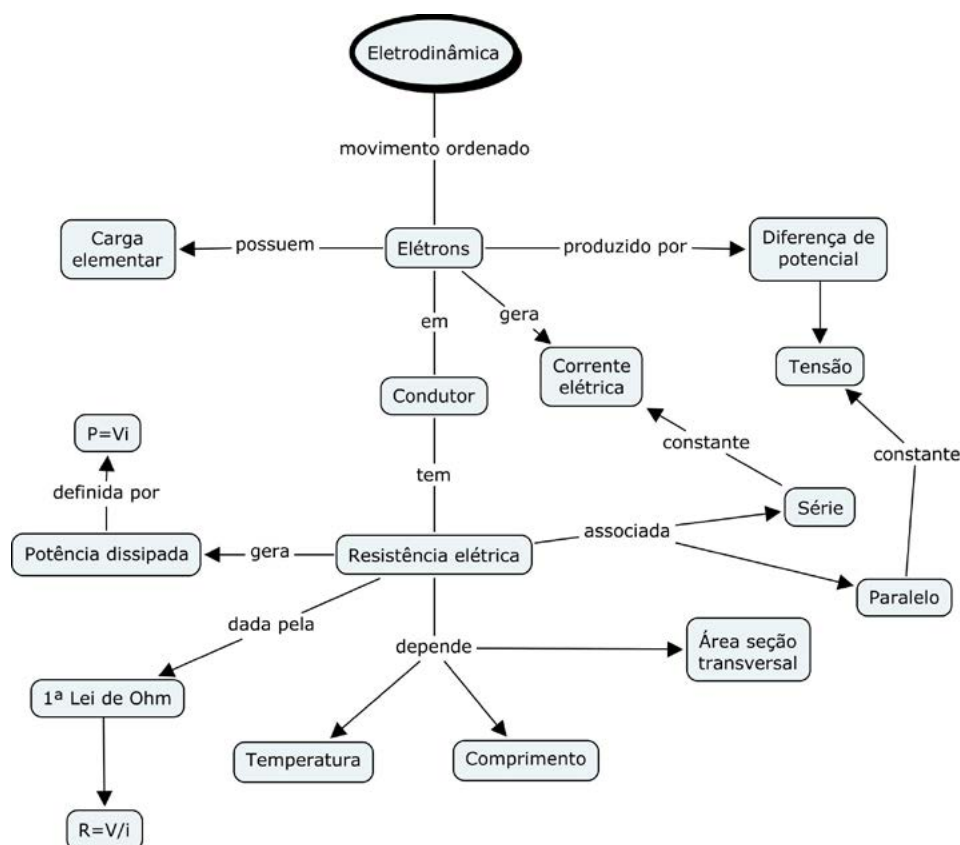 Eletrodinâmica
movimento ordenado
Carga
elementar
possuem
Elétrons
produzido por
Diferença de
potencial
em
gera
Corrente
elétrica
Tensão
Condutor
P=Vi
constante
constante
definida por
tem
Série
associada
Potência dissipada
gera
Resistência elétrica
Paralelo
dada pela
depende
Área seção
transversal
1ª Lei de Ohm
Temperatura
Comprimento
R=V/i